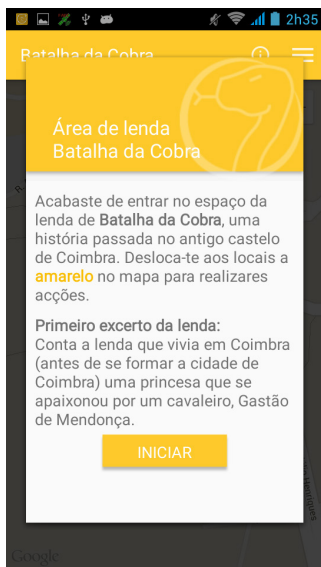 2h35
Batalha da Cobra
Área de lenda
Batalha da Cobra
Acabaste de entrar no espaço da
lenda de Batalha da Cobra, uma
história passada no antigo castelo
de Coimbra. Desloca-te aos locais a
amarelo no mapa para realizares
acções.
Primeiro excerto da lenda:
Conta a lenda que vivia em Coimbra
(antes de se formar a cidade de
Coimbra) uma princesa que se
apaixonou por um cavaleiro, Gastão
de Mendonça.
INICIAR
Henriques
Google